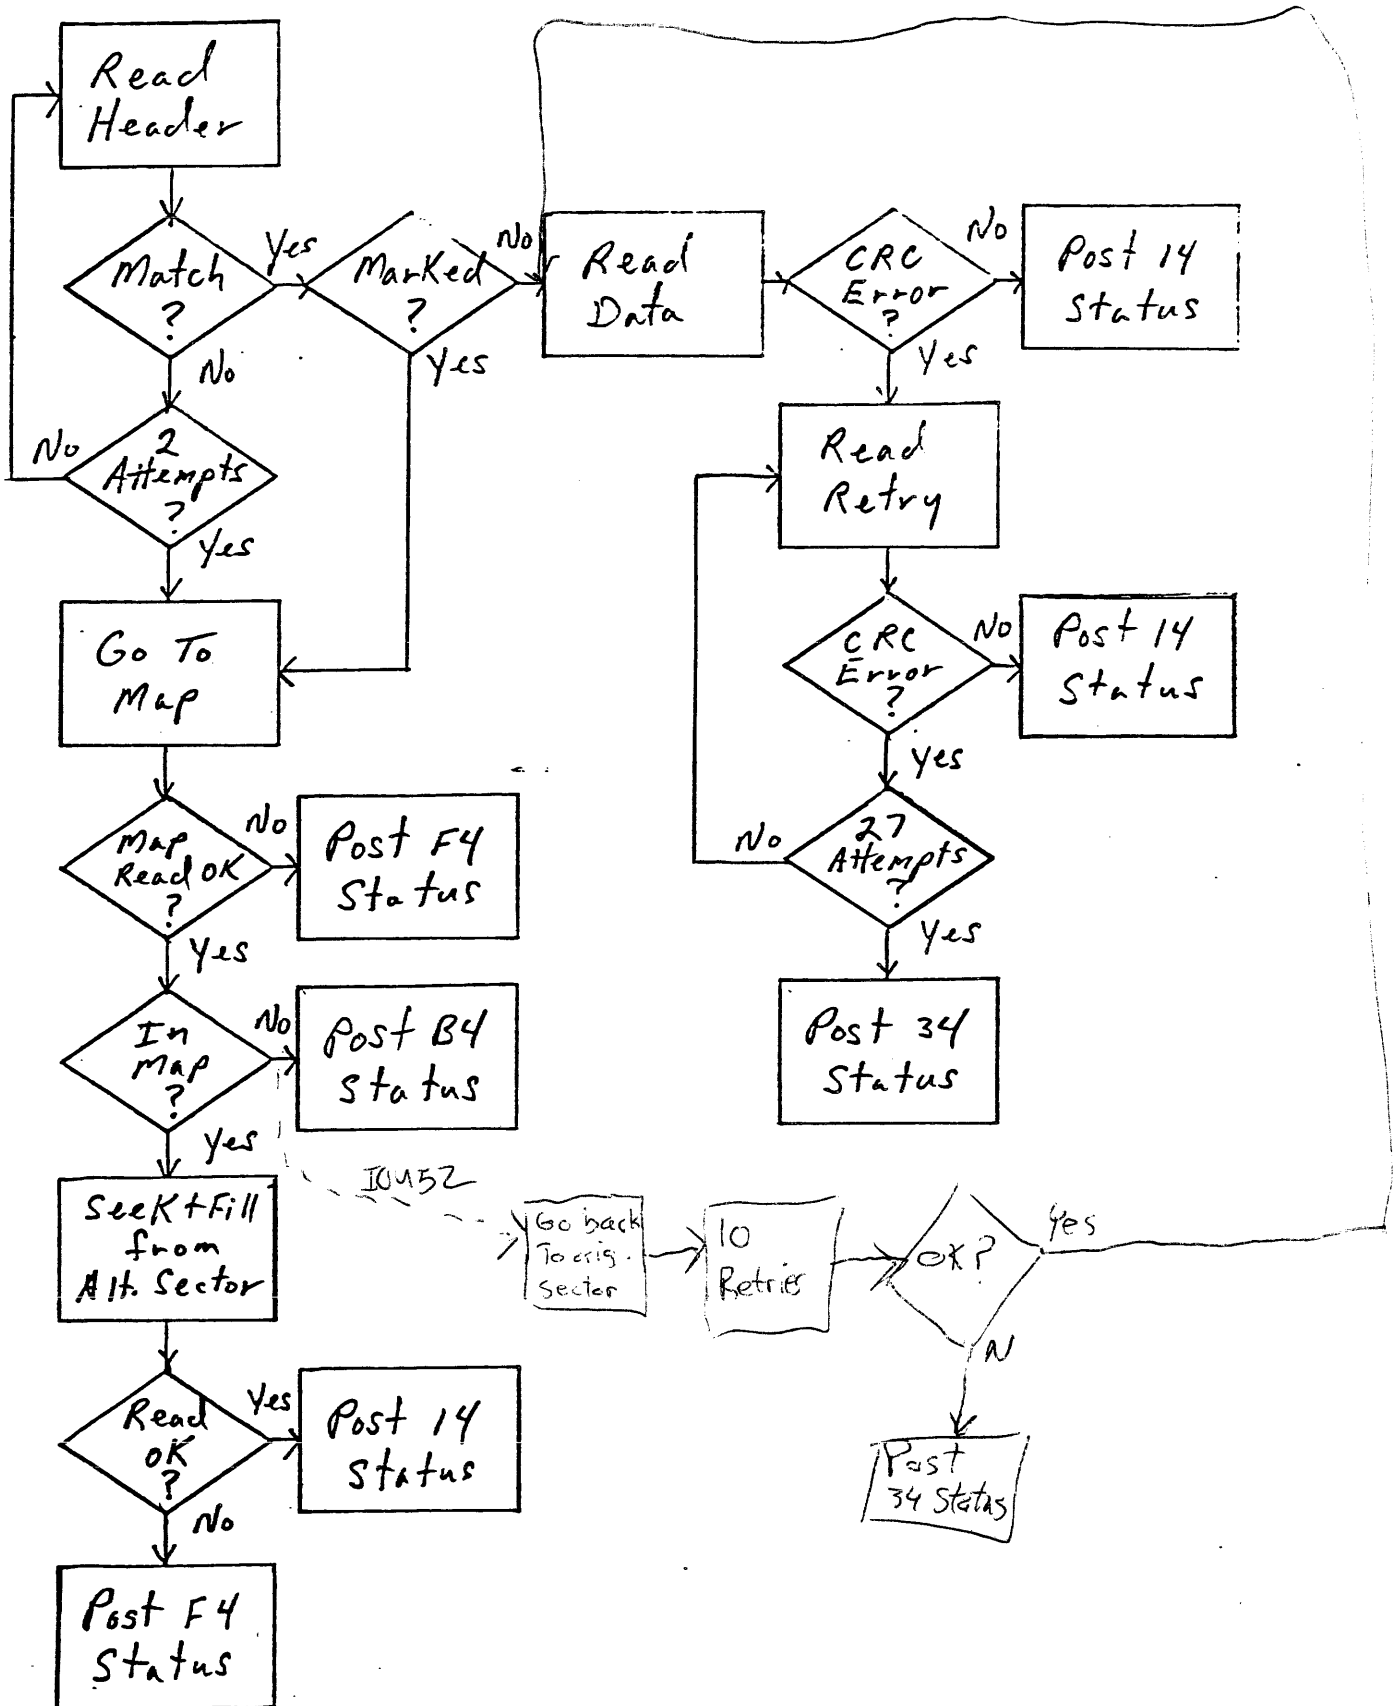 Read
Header
Match
?
Yes
Marked
?
No
Read
Data
CRC
Error
?
No
Post 14
Status
No
Yes
Yes
2
Attempts
?
No
Yes
Read
Retry
Go To
Map
CRC
Error
?
No
Post 14
Status
Yes
Map
Read OK
?
No
Post F4
Status
Yes
27
Attempts
?
No
Yes
In
Map
?
No
Post B4
Status
Yes
Post 34
Status
Seek + Fill
from
Alt. Sector
Go back
To orig.
Sector
10
Retries
OK?
Yes
N
Post
34 Status
Read
OK
?
Yes
Post 14
Status
No
Post F4
Status